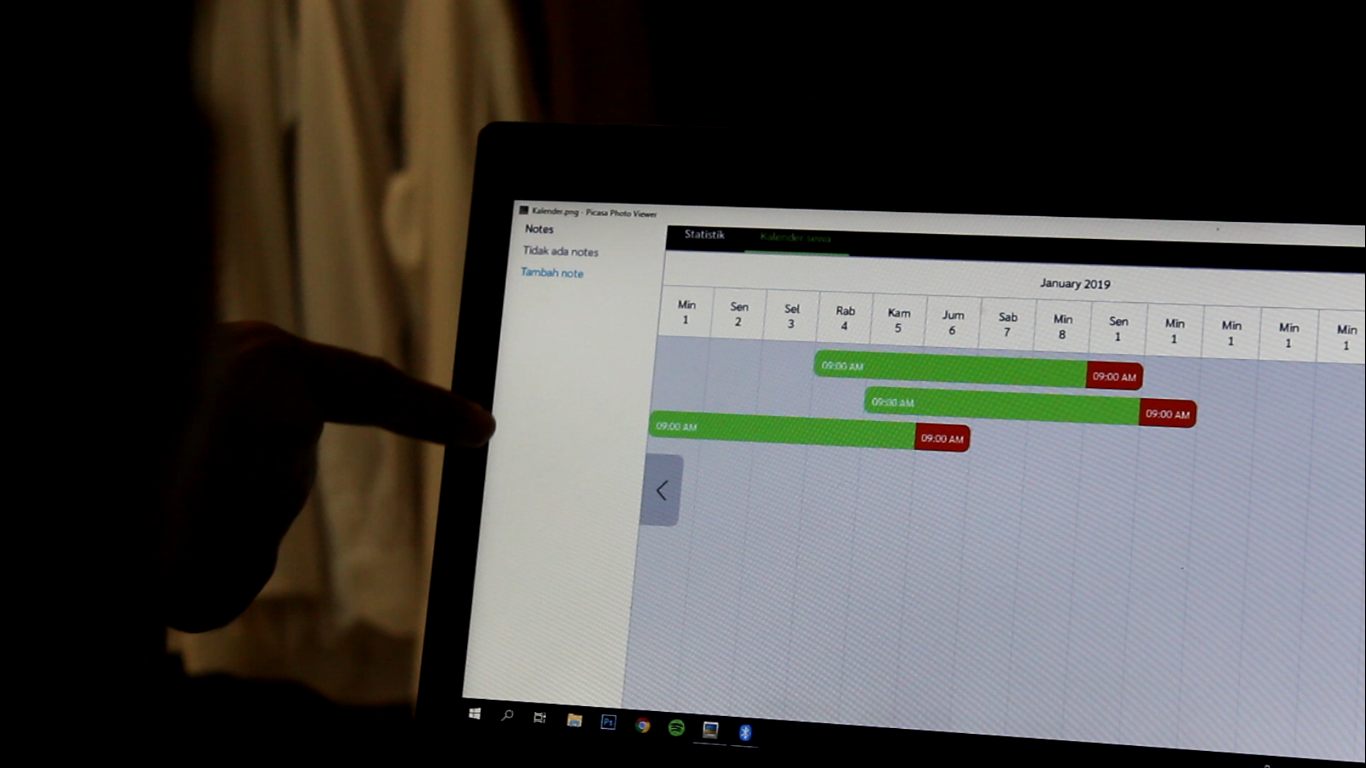 Kalender.png - Picasa Photo Viewer
Notes
Tidak ada notes
Tambah note
Statistik Kalender sewa
January 2019
Min Sen Sel Rab Kam Jum Sab Min Sen Min Min Min Min
1 2 3 4 5 6 7 8 1 1 1 1 1
09:00 AM 09:00 AM
09:00 AM 09:00 AM
09:00 AM 09:00 AM
Ps